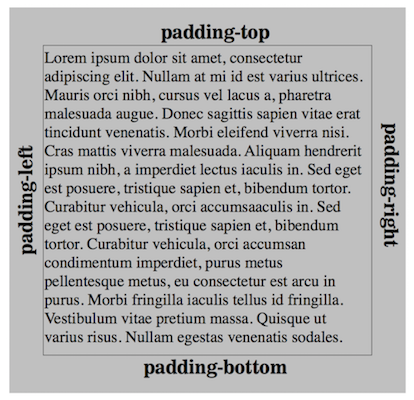 padding-top
Lorem ipsum dolor sit amet, consectetur
adipiscing elit. Nullam at mi id est varius ultrices.
Mauris orci nibh, cursus vel lacus a, pharetra
malesuada augue. Donec sagittis sapien vitae erat
tincidunt venenatis. Morbi eleifend viverra nisi.
Cras mattis viverra malesuada. Aliquam hendrerit
ipsum nibh, a imperdiet lectus iaculis in. Sed eget
est posuere, tristique sapien et, bibendum tortor.
Curabitur vehicula, orci accumsaaculis in. Sed
eget est posuere, tristique sapien et, bibendum
tortor. Curabitur vehicula, orci accumsan
condimentum imperdiet, purus metus
pellentesque metus, eu consectetur est arcu in
purus. Morbi fringilla iaculis tellus id fringilla.
Vestibulum vitae pretium massa. Quisque ut
varius risus. Nullam egestas venenatis sodales.
padding-left
padding-right
padding-bottom